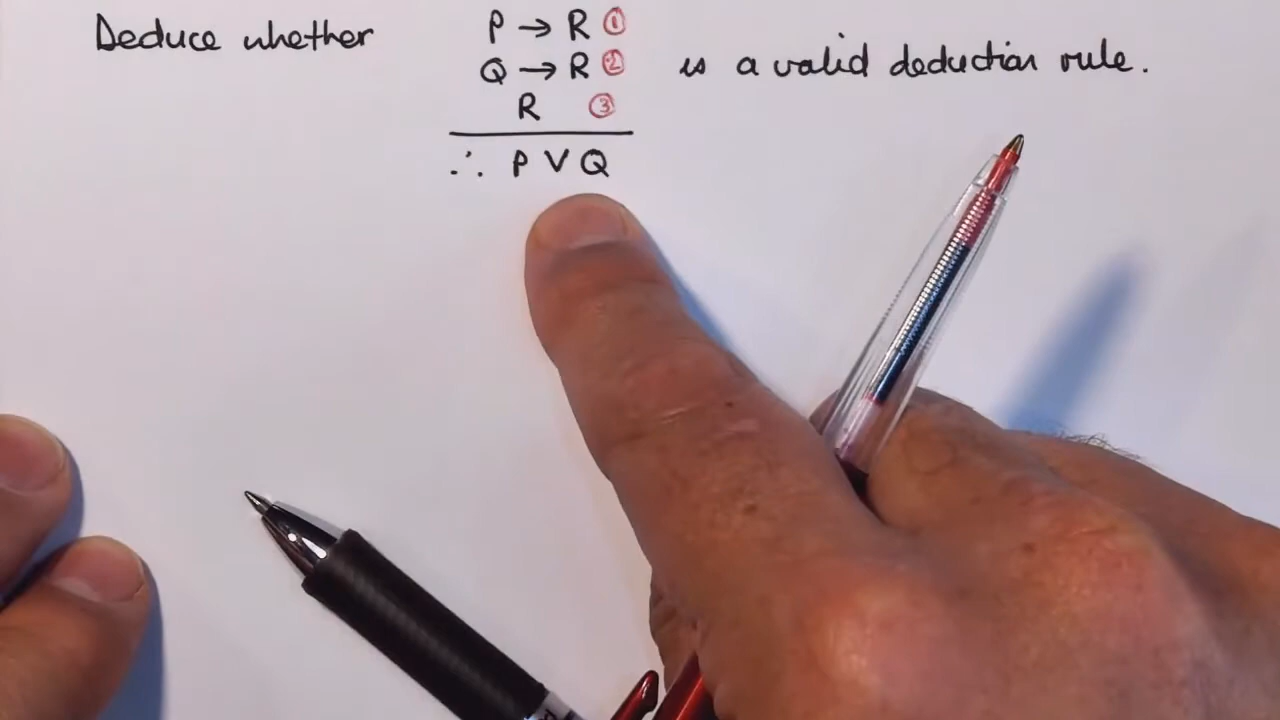 Deduce whether
P → R ①
Q → R ②
R ③
∴ P V Q
is a valid deduction rule.